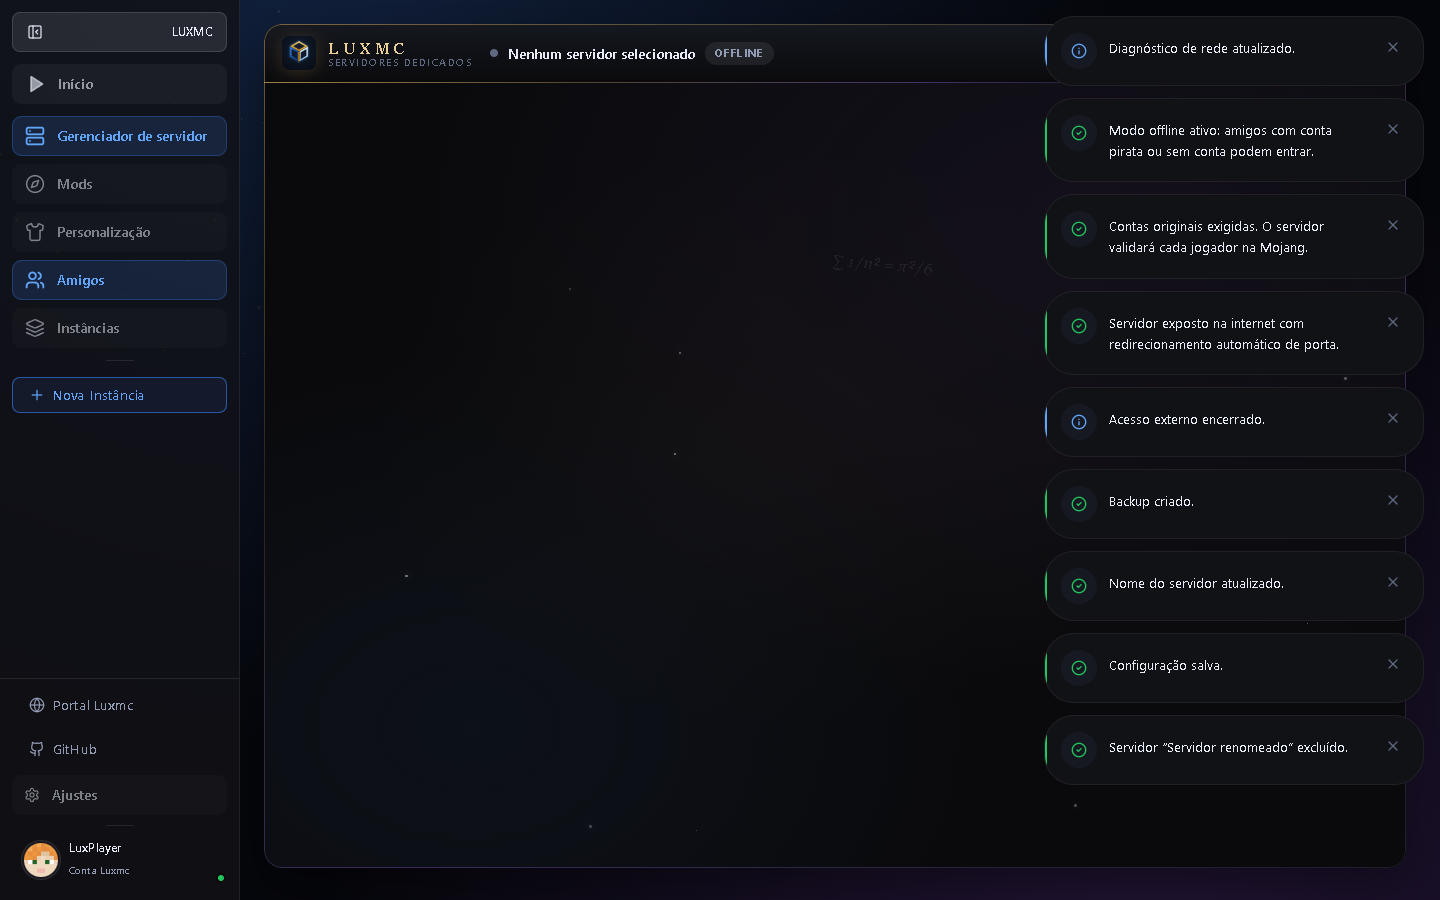 LUXMC
Início
Gerenciador de servidor
Mods
Personalização
Amigos
Instâncias
Nova Instância
Portal Luxmc
GitHub
Ajustes
LuxPlayer
Conta Luxmc
LUXMC
SERVIDORES DEDICADOS
Nenhum servidor selecionado
OFFLINE
Diagnóstico de rede atualizado.
Modo offline ativo: amigos com conta
pirata ou sem conta podem entrar.
Contas originais exigidas. O servidor
validará cada jogador na Mojang.
Servidor exposto na internet com
redirecionamento automático de porta.
Acesso externo encerrado.
Backup criado.
Nome do servidor atualizado.
Configuração salva.
Servidor "Servidor renomeado" excluído.